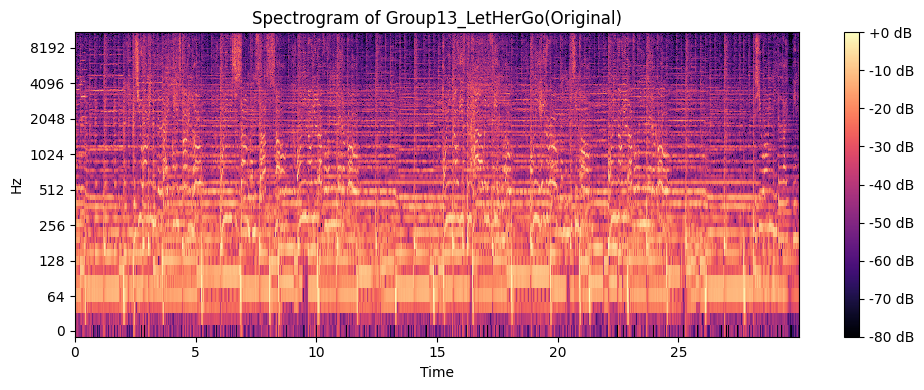 Spectrogram of Group13_LetHerGo(Original)
Hz
8192
4096
2048
1024
512
256
128
64
0
0 5 10 15 20 25
Time
+0 dB
-10 dB
-20 dB
-30 dB
-40 dB
-50 dB
-60 dB
-70 dB
-80 dB